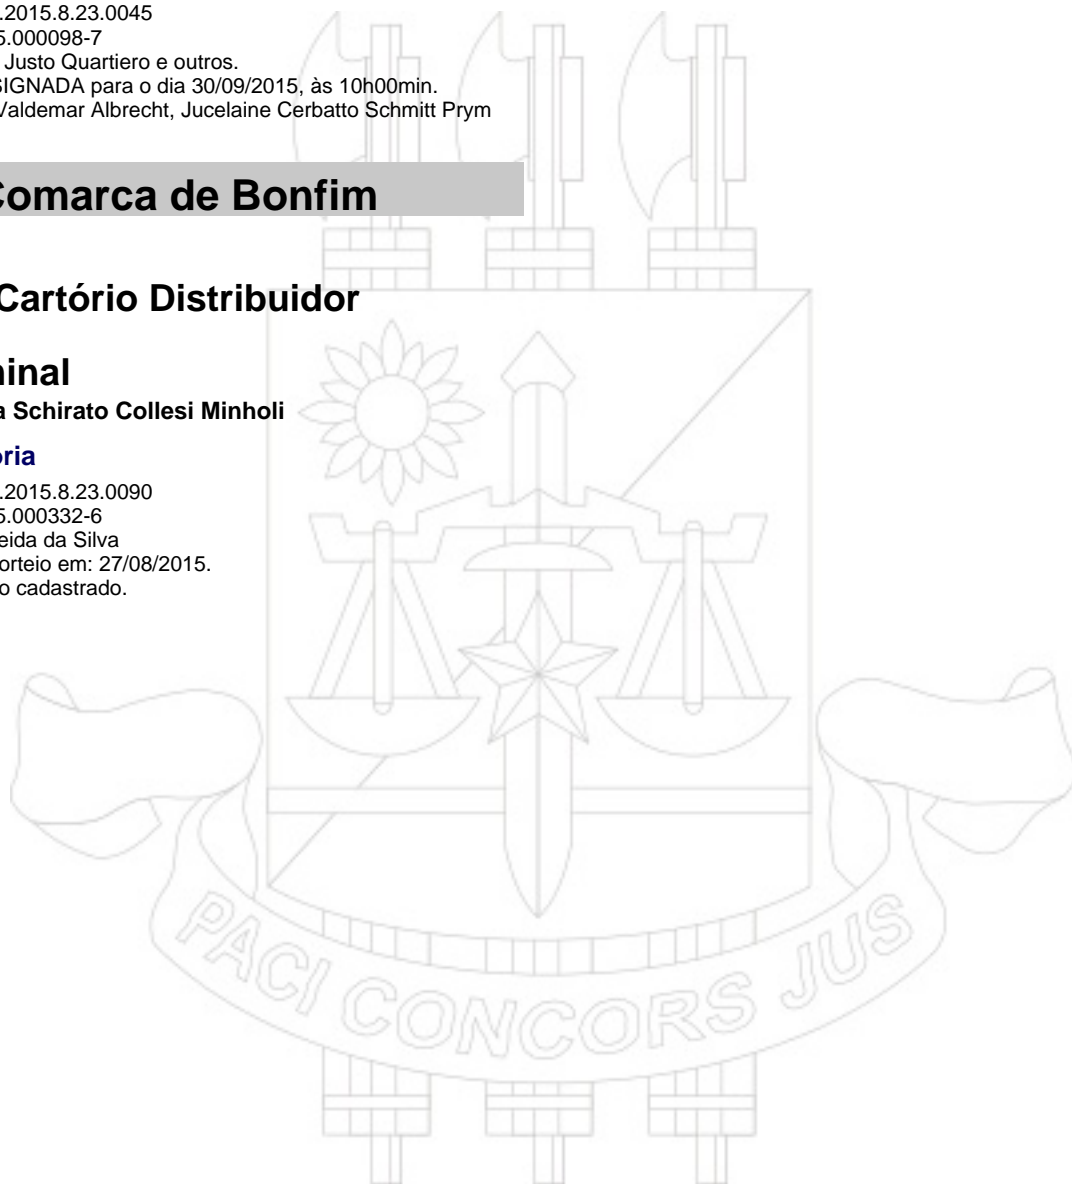 .2015.8.23.0045
5.000098-7
Justo Quartiero e outros.
SIGNADA para o dia 30/09/2015, às 10h00min.
Valdemar Albrecht, Jucelaine Cerbatto Schmitt Prym
Comarca de Bonfim
Cartório Distribuidor
ninal
a Schirato Collesi Minholi
ria
.2015.8.23.0090
5.000332-6
eida da Silva
orteio em: 27/08/2015.
o cadastrado.
PACI CONCORS JUS